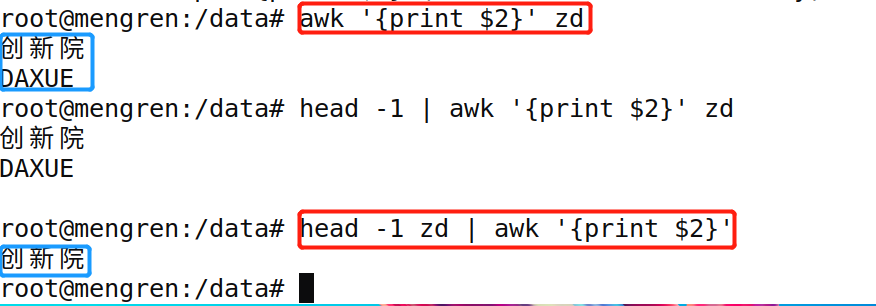 root@mengren:/data# awk '{print $2}' zd
创新院
DAXUE
root@mengren:/data# head -1 | awk '{print $2}' zd
创新院
DAXUE
root@mengren:/data# head -1 zd | awk '{print $2}'
创新院
root@mengren:/data#